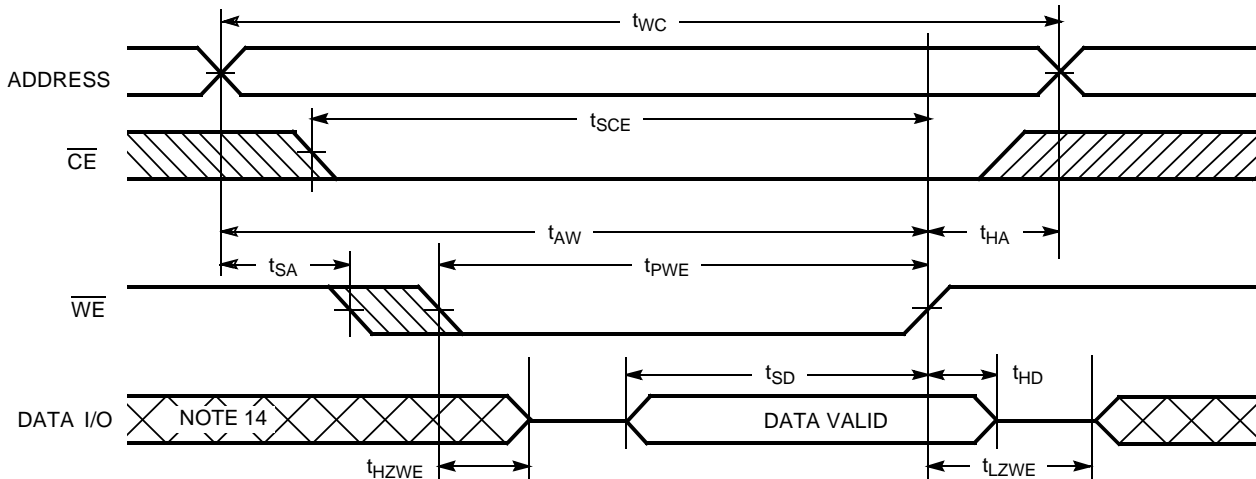 tWC
ADDRESS
tSCE
CE
tAW
tHA
tSA
tPWE
WE
tSD
tHD
DATA I/O
NOTE 14
DATA VALID
tHZWE
tLZWE